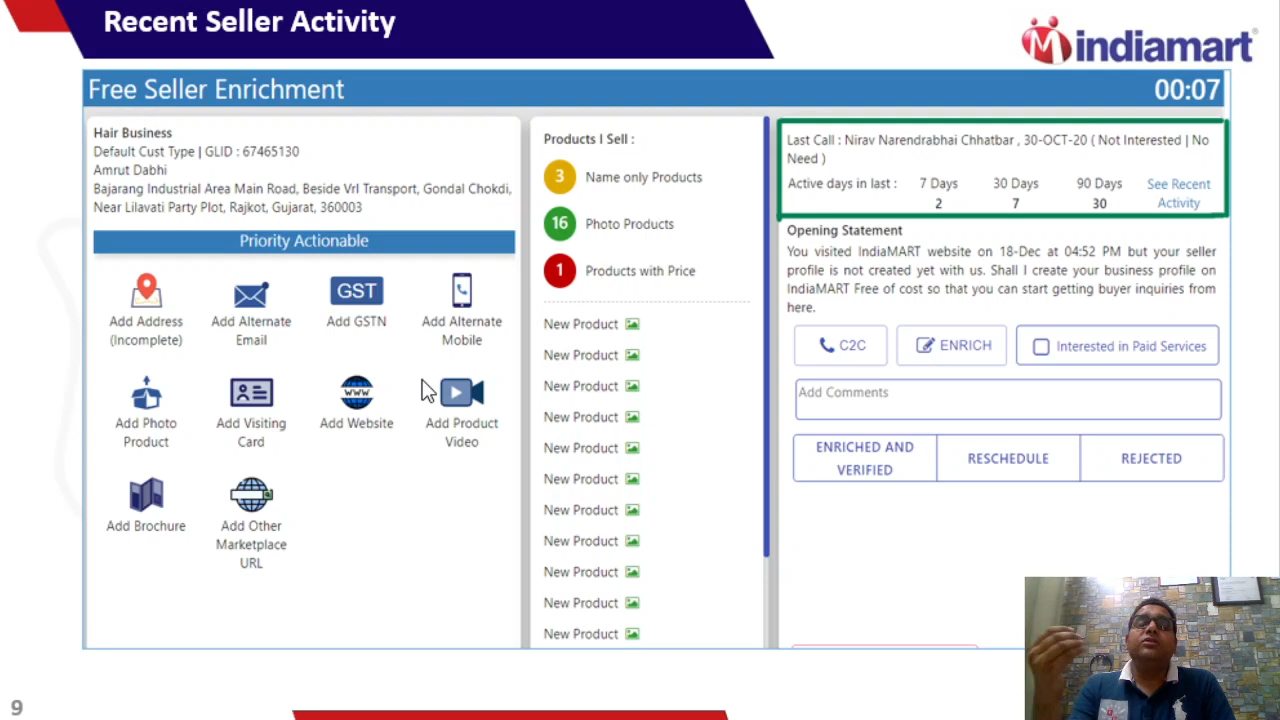 Recent Seller Activity
indiamart
Free Seller Enrichment
00:07
Hair Business
Default Cust Type | GLID : 67465130
Amrut Dabhi
Bajarang Industrial Area Main Road, Beside Vrl Transport, Gondal Chokdi,
Near Lilavati Party Plot, Rajkot, Gujarat, 360003
Priority Actionable
Add Address
(Incomplete)
Add Alternate
Email
GST
Add GSTN
Add Alternate
Mobile
Add Photo
Product
Add Visiting
Card
WWW
Add Website
Add Product
Video
Add Brochure
Add Other
Marketplace
URL
Products I Sell :
3 Name only Products
16 Photo Products
1 Products with Price
New Product
New Product
New Product
New Product
New Product
New Product
New Product
New Product
New Product
New Product
New Product
Last Call : Nirav Narendrabhai Chhatbar , 30-OCT-20 ( Not Interested | No
Need )
Active days in last : 7 Days 30 Days 90 Days See Recent
2 7 30 Activity
Opening Statement
You visited IndiaMART website on 18-Dec at 04:52 PM but your seller
profile is not created yet with us. Shall I create your business profile on
IndiaMART Free of cost so that you can start getting buyer inquiries from
here.
C2C
ENRICH
Interested in Paid Services
Add Comments
ENRICHED AND
VERIFIED
RESCHEDULE
REJECTED
9